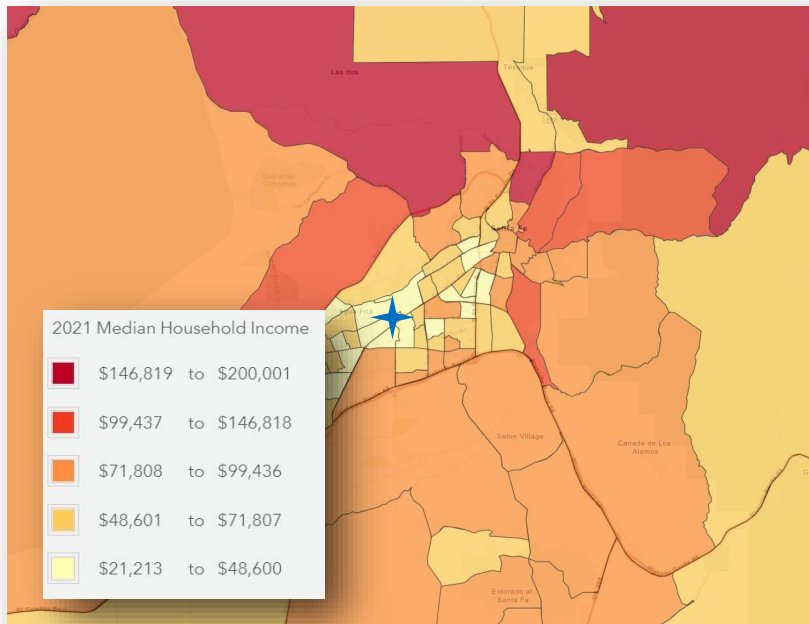 Las dos
Tesuque
Santa Fe
Agua Fria
2021 Median Household Income
$146,819 to $200,001
$99,437 to $146,818
$71,808 to $99,436
$48,601 to $71,807
$21,213 to $48,600
Seton Village
Canada de Los
Alamos
Eldorado at
Santa Fe